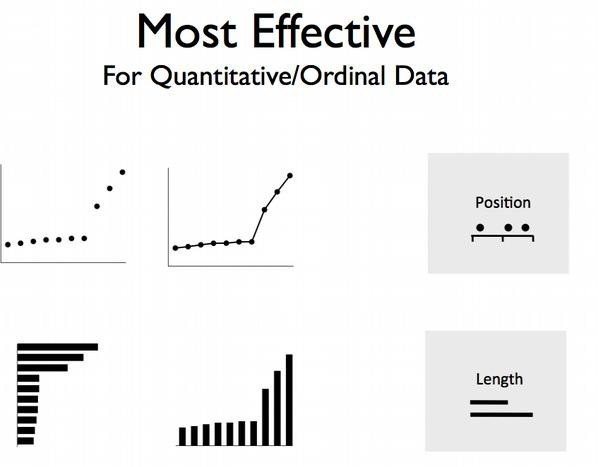 Most Effective
For Quantitative/Ordinal Data
Position
Length